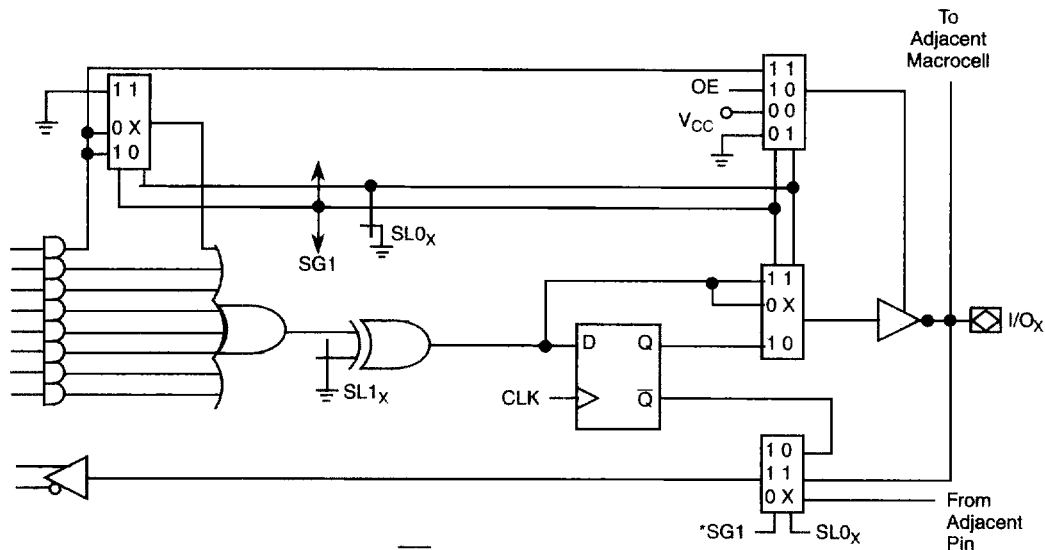 To
Adjacent
Macrocell
1 1
0 X
1 0
OE
VCC
1 1
1 0
0 0
0 1
SL0X
SG1
1 1
0 X
1 0
I/OX
D Q
CLK Q̅
SL1X
1 0
1 1
0 X
*SG1 SL0X
From
Adjacent
Pin